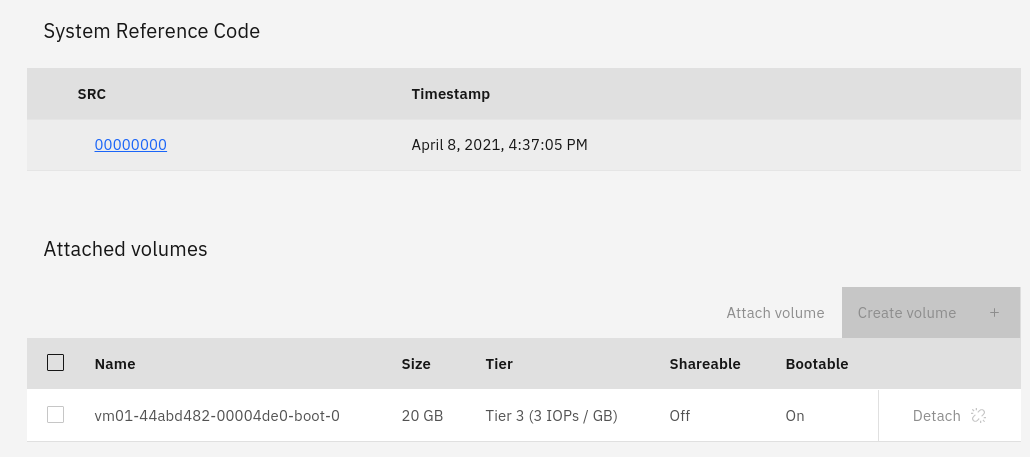 System Reference Code
SRC Timestamp
00000000 April 8, 2021, 4:37:05 PM
Attached volumes
Attach volume Create volume +
Name Size Tier Shareable Bootable
vm01-44abd482-00004de0-boot-0 20 GB Tier 3 (3 IOPs / GB) Off On Detach